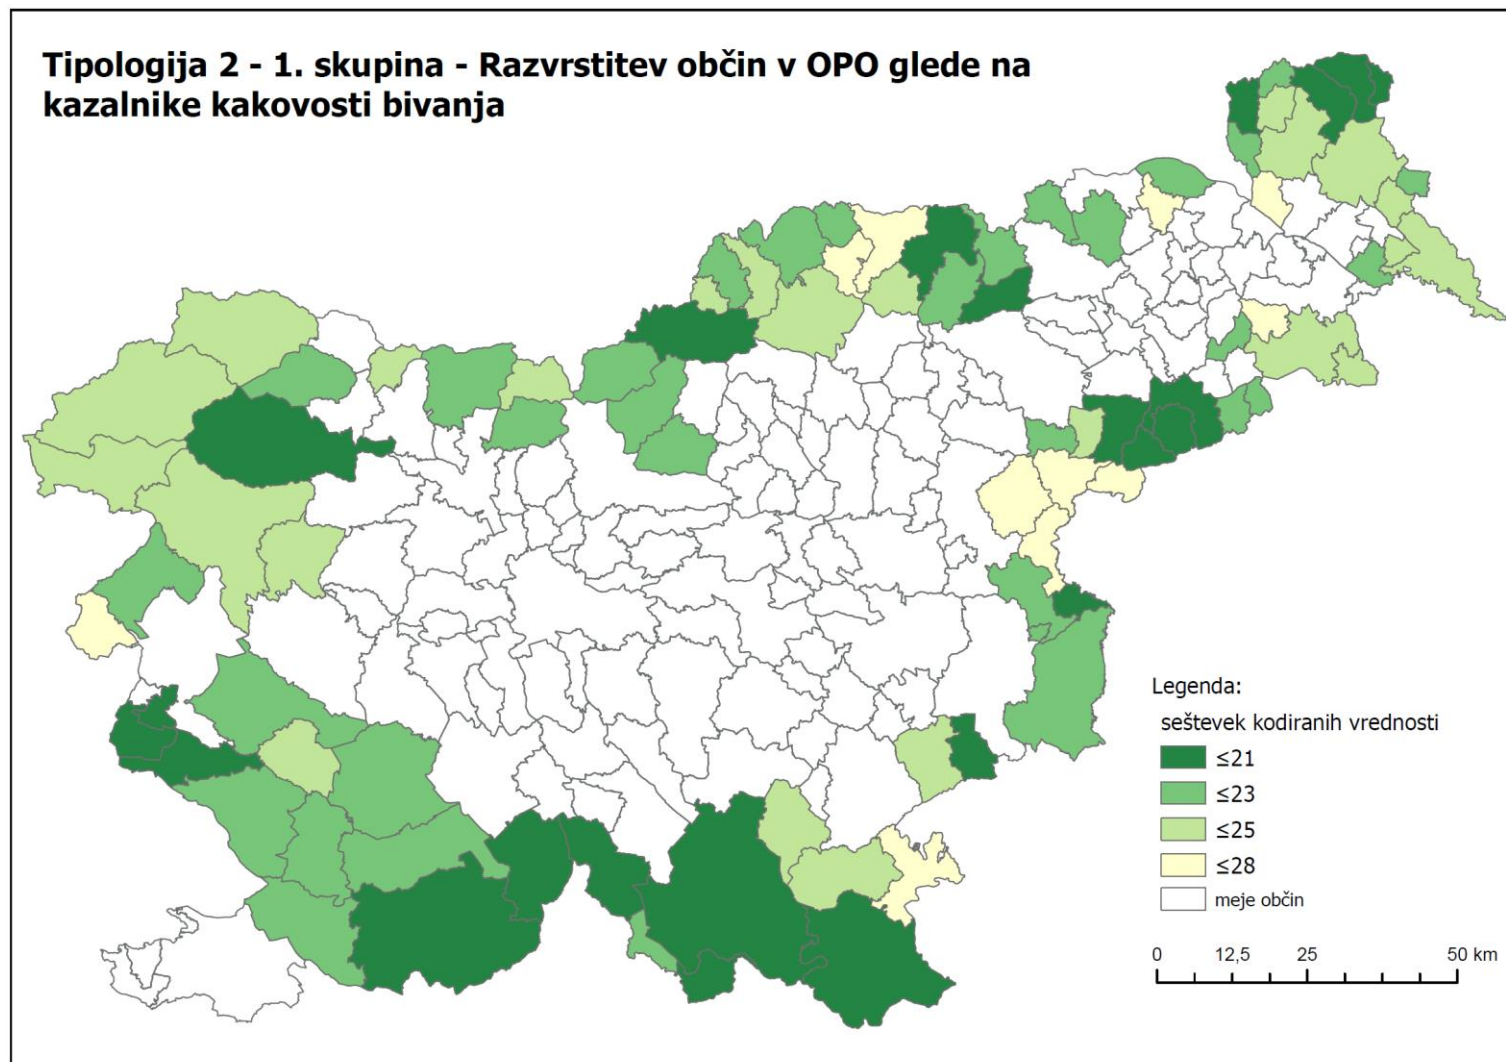 Tipologija 2 - 1. skupina - Razvrstitev občin v OPO glede na
kazalnike kakovosti bivanja
Legenda:
seštevek kodiranih vrednosti
≤21
≤23
≤25
≤28
meje občin
0 12,5 25 50 km